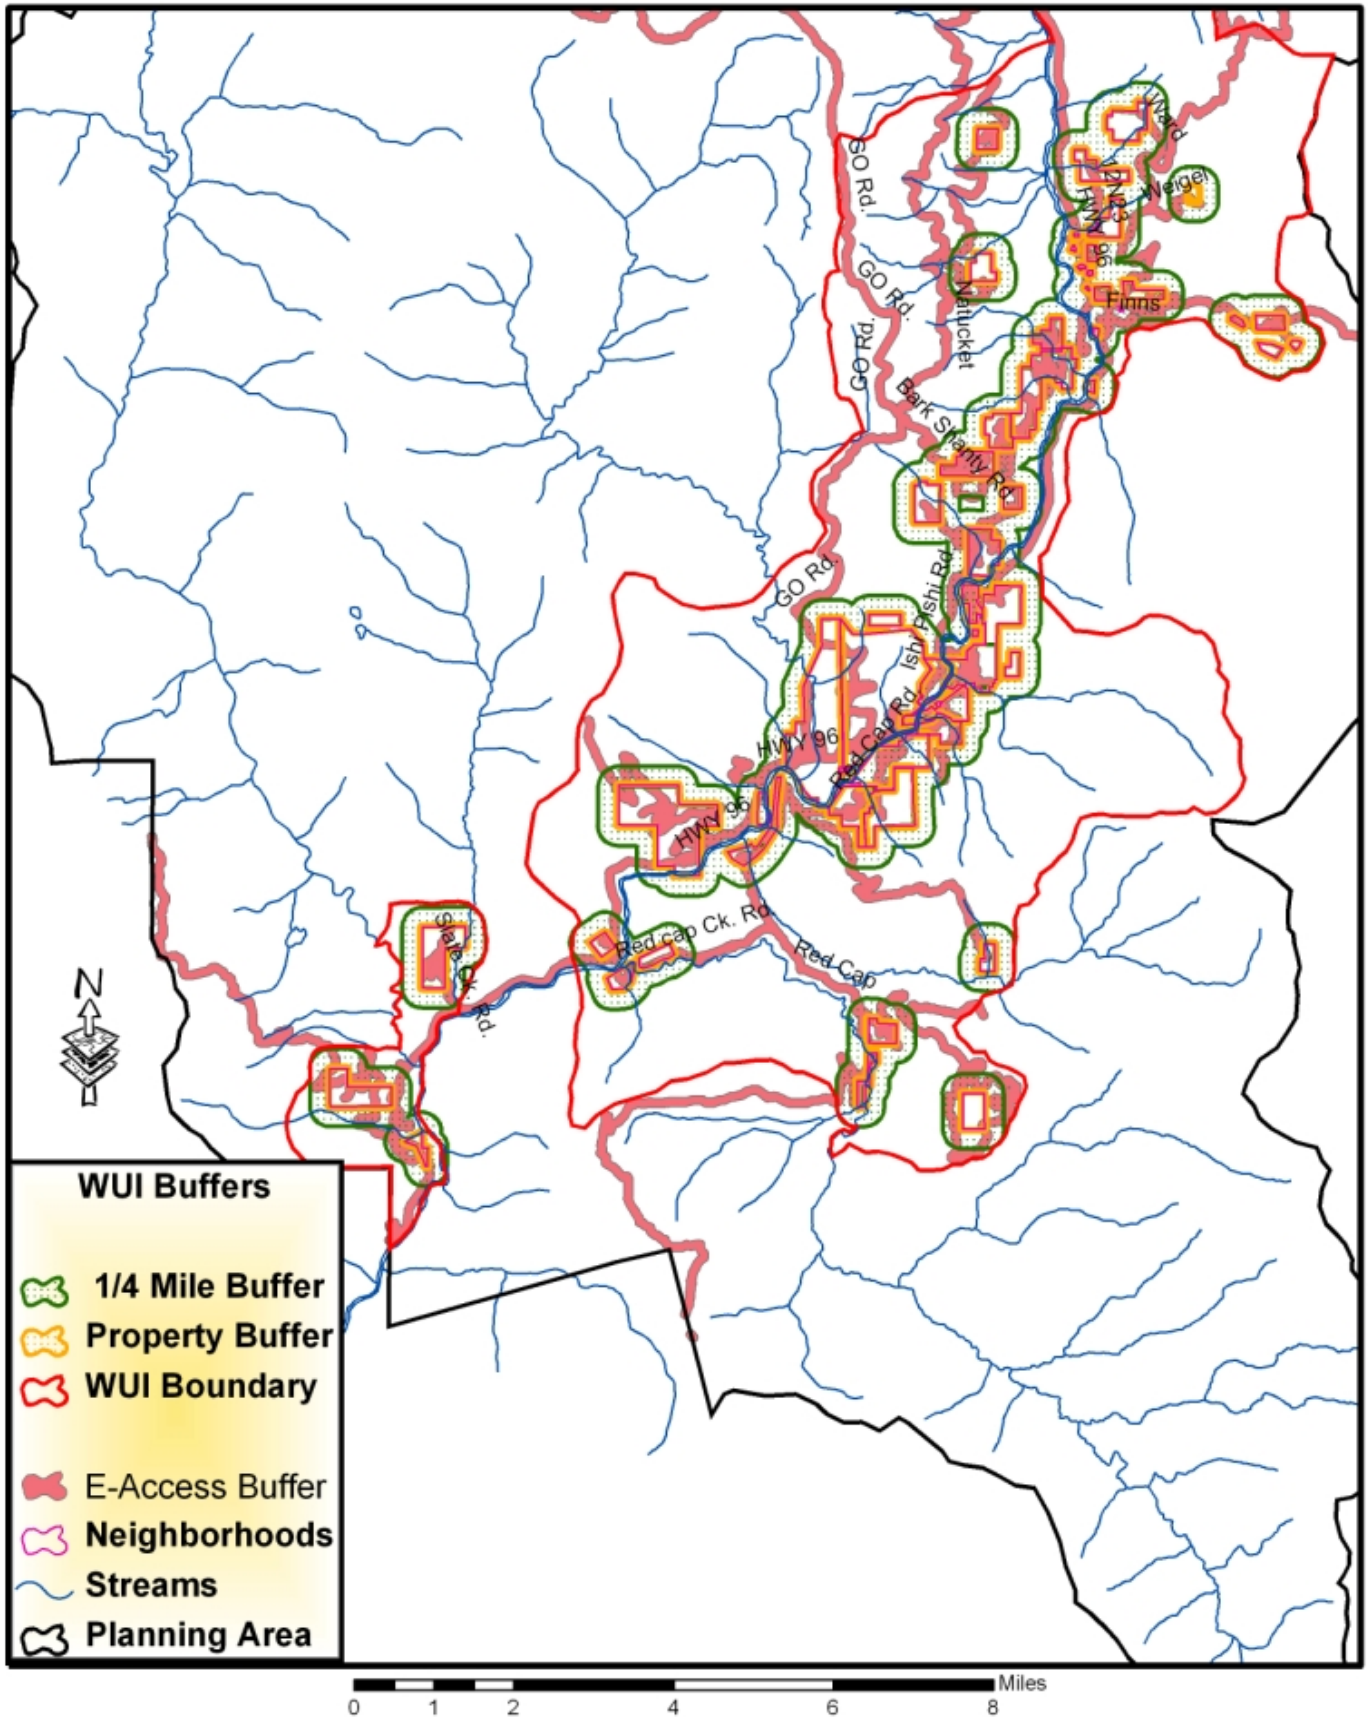 Ward
GO Rd.
12N23
Weigel
HWY 96
GO Rd.
Natucket
Finns
GO Rd.
Bark Shanty Rd.
GO Rd.
Ishi Pishi Rd.
HWY 96
Red Cap Rd.
HWY 96
Red cap Ck. Rd.
Slate Ck. Rd.
Red Cap
N
WUI Buffers
1/4 Mile Buffer
Property Buffer
WUI Boundary
E-Access Buffer
Neighborhoods
Streams
Planning Area
Miles
0 1 2 4 6 8